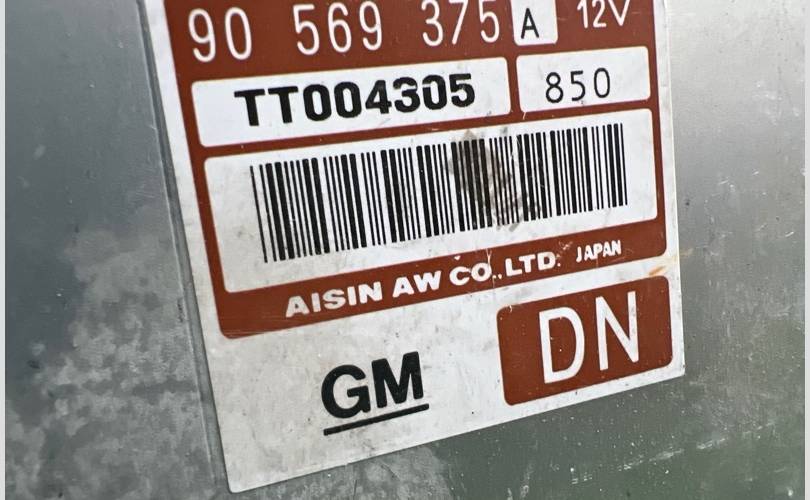 90 569 375 A 12V
TT004305 850
AISIN AW CO.,LTD. JAPAN
GM DN